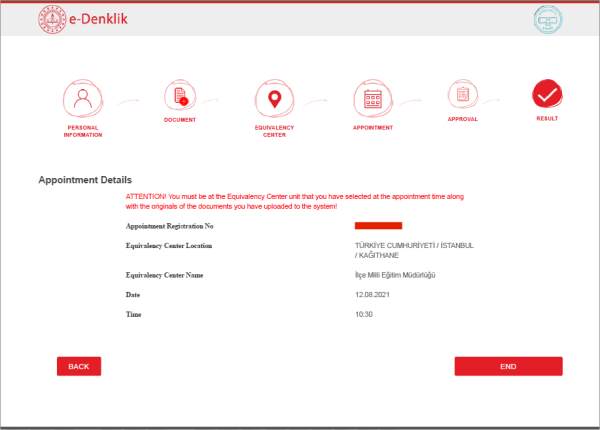 e-Denklik
PERSONAL
INFORMATION
DOCUMENT
EQUIVALENCY
CENTER
APPOINTMENT
APPROVAL
RESULT
Appointment Details
ATTENTION! You must be at the Equivalency Center unit that you have selected at the appointment time along
with the originals of the documents you have uploaded to the system!
Appointment Registration No
Equivalency Center Location
TÜRKİYE CUMHURİYETİ / İSTANBUL
/ KAĞITHANE
Equivalency Center Name
İlçe Milli Eğitim Müdürlüğü
Date
12.08.2021
Time
10:30
BACK
END